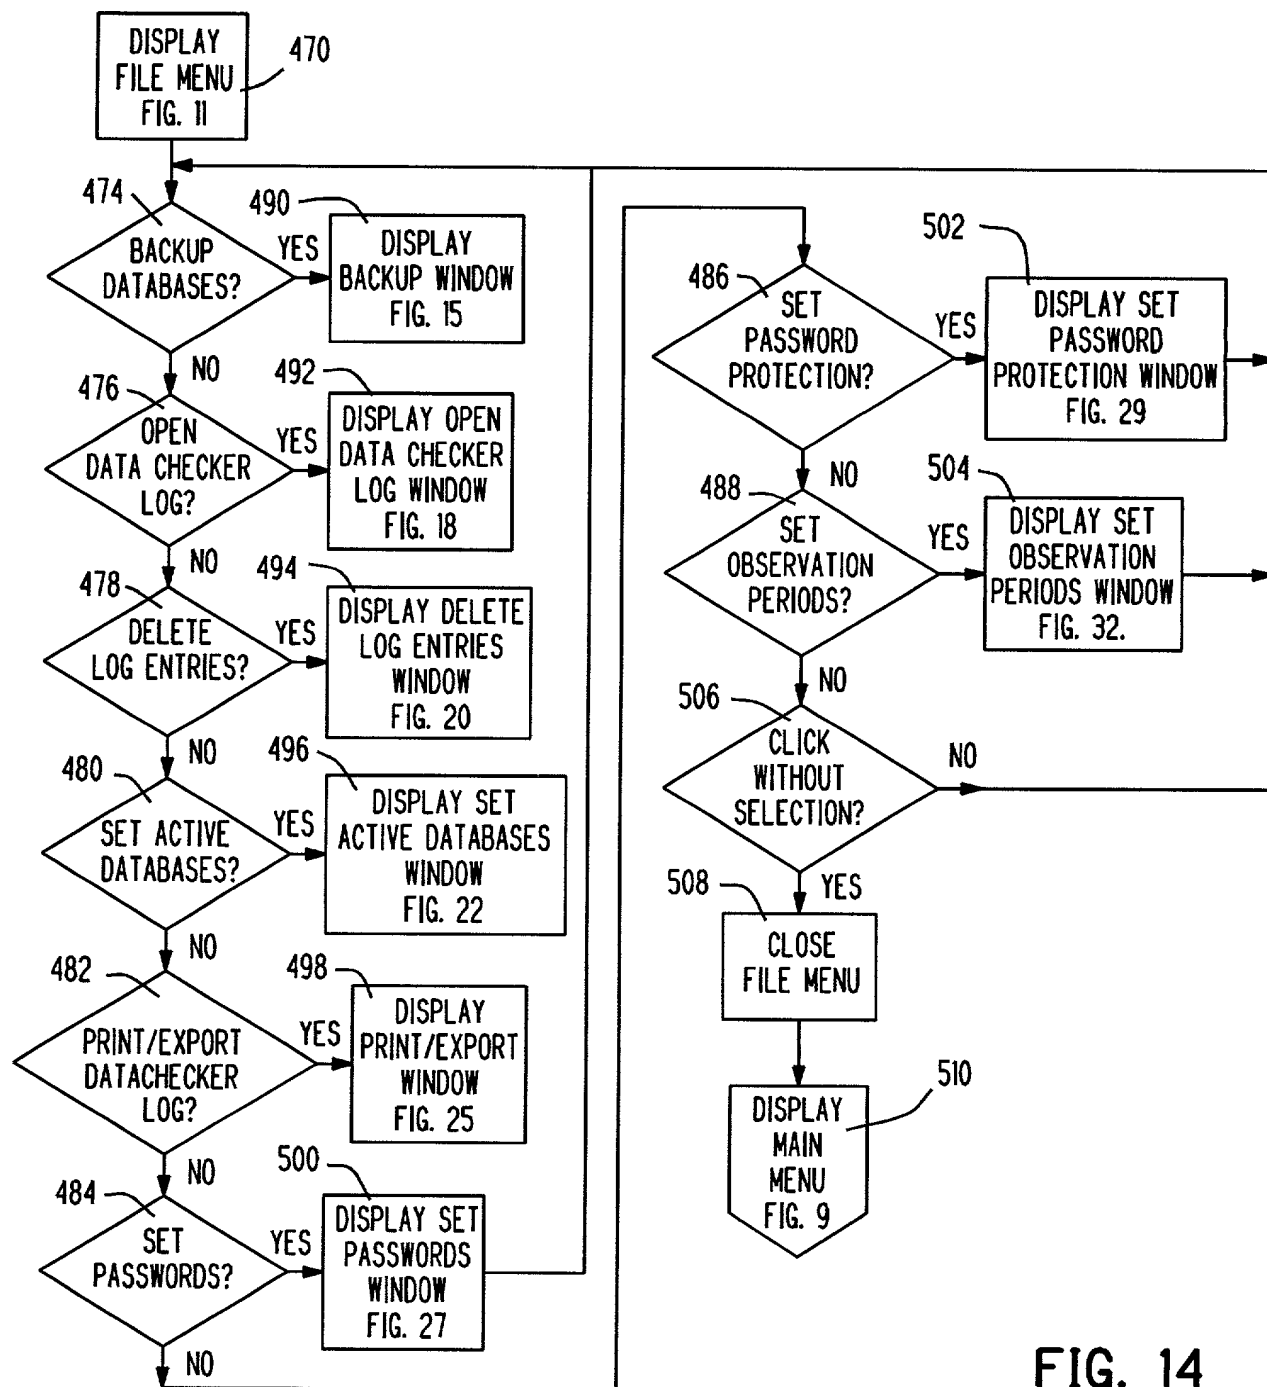 DISPLAY
FILE MENU
FIG. 11
470
474
BACKUP
DATABASES?
YES
490
DISPLAY
BACKUP WINDOW
FIG. 15
NO
476
OPEN
DATA CHECKER
LOG?
YES
492
DISPLAY OPEN
DATA CHECKER
LOG WINDOW
FIG. 18
NO
478
DELETE
LOG ENTRIES?
YES
494
DISPLAY DELETE
LOG ENTRIES
WINDOW
FIG. 20
NO
480
SET ACTIVE
DATABASES?
YES
496
DISPLAY SET
ACTIVE DATABASES
WINDOW
FIG. 22
NO
482
PRINT/EXPORT
DATACHECKER
LOG?
YES
498
DISPLAY
PRINT/EXPORT
WINDOW
FIG. 25
NO
484
SET
PASSWORDS?
YES
500
DISPLAY SET
PASSWORDS
WINDOW
FIG. 27
NO
486
SET
PASSWORD
PROTECTION?
YES
502
DISPLAY SET
PASSWORD
PROTECTION WINDOW
FIG. 29
NO
488
SET
OBSERVATION
PERIODS?
YES
504
DISPLAY SET
OBSERVATION
PERIODS WINDOW
FIG. 32.
NO
506
CLICK
WITHOUT
SELECTION?
NO
YES
508
CLOSE
FILE MENU
510
DISPLAY
MAIN
MENU
FIG. 9
FIG. 14